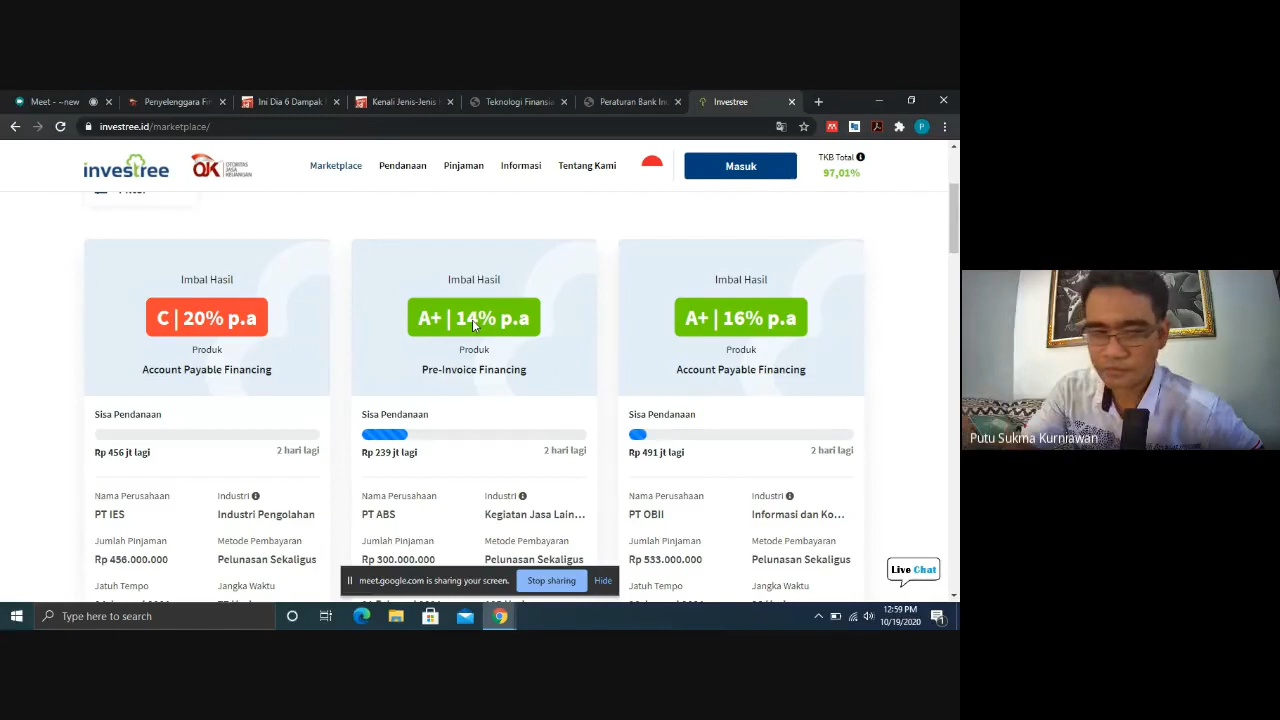 Meet - ~new
Penyelenggara Fi
Ini Dia 6 Dampak
Kenali Jenis-Jenis
Teknologi Finansia
Peraturan Bank In
Investree
investree.id/marketplace/
P
investree
OJK OTORITAS JASA KEUANGAN
Marketplace
Pendanaan
Pinjaman
Informasi
Tentang Kami
Masuk
TKB Total
97,01%
Imbal Hasil
C | 20% p.a
Produk
Account Payable Financing
Sisa Pendanaan
Rp 456 jt lagi
2 hari lagi
Nama Perusahaan
Industri
PT IES
Industri Pengolahan
Jumlah Pinjaman
Metode Pembayaran
Rp 456.000.000
Pelunasan Sekaligus
Jatuh Tempo
Jangka Waktu
Imbal Hasil
A+ | 14% p.a
Produk
Pre-Invoice Financing
Sisa Pendanaan
Rp 239 jt lagi
2 hari lagi
Nama Perusahaan
Industri
PT ABS
Kegiatan Jasa Lain...
Jumlah Pinjaman
Metode Pembayaran
Rp 300.000.000
Pelunasan Sekaligus
Imbal Hasil
A+ | 16% p.a
Produk
Account Payable Financing
Sisa Pendanaan
Rp 491 jt lagi
2 hari lagi
Nama Perusahaan
Industri
PT OBII
Informasi dan Ko...
Jumlah Pinjaman
Metode Pembayaran
Rp 533.000.000
Pelunasan Sekaligus
Jatuh Tempo
Jangka Waktu
Live Chat
meet.google.com is sharing your screen.
Stop sharing
Hide
Type here to search
12:59 PM
10/19/2020
1
Putu Sukma Kurniawan